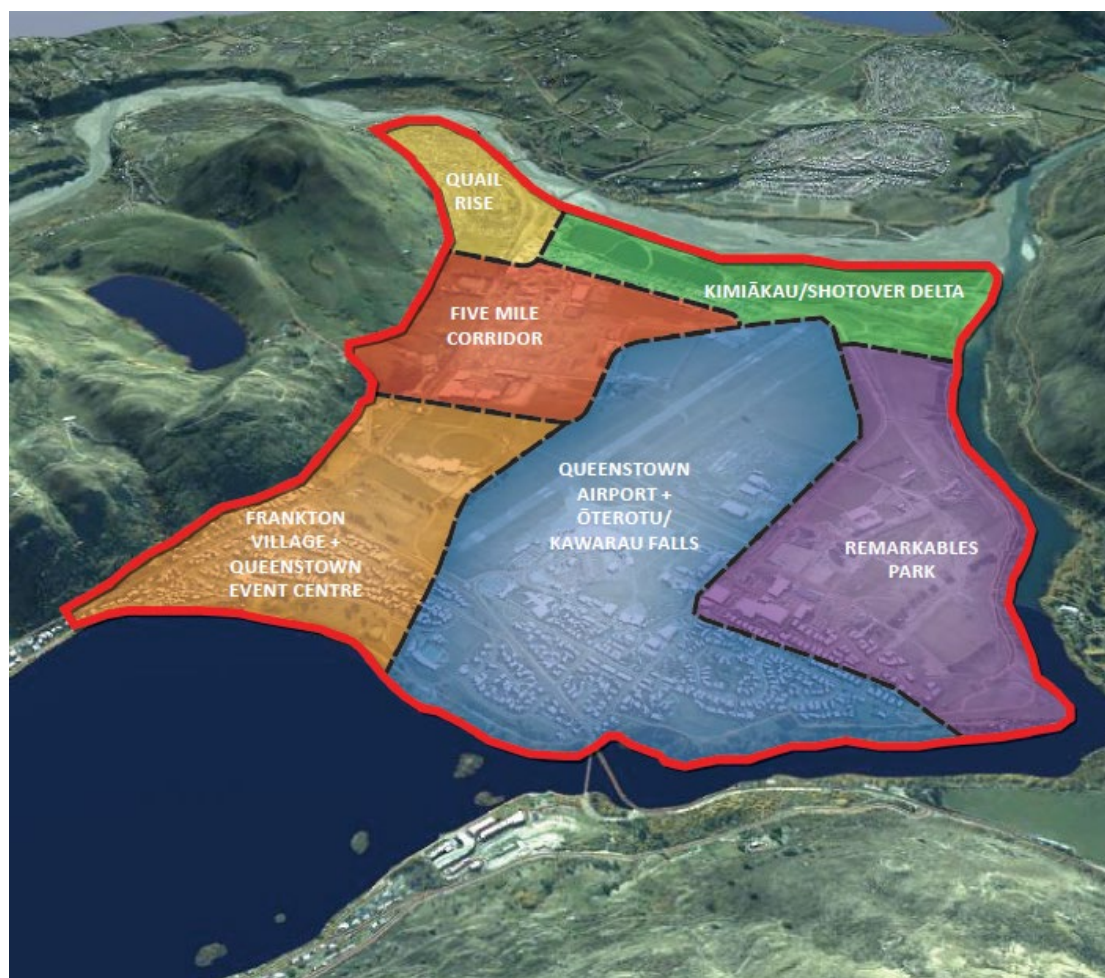 QUAIL
RISE
KIMIĀKAU/SHOTOVER DELTA
FIVE MILE
CORRIDOR
QUEENSTOWN
AIRPORT +
ŌTEROTU/
KAWARAU FALLS
FRANKTON
VILLAGE +
QUEENSTOWN
EVENT CENTRE
REMARKABLES
PARK